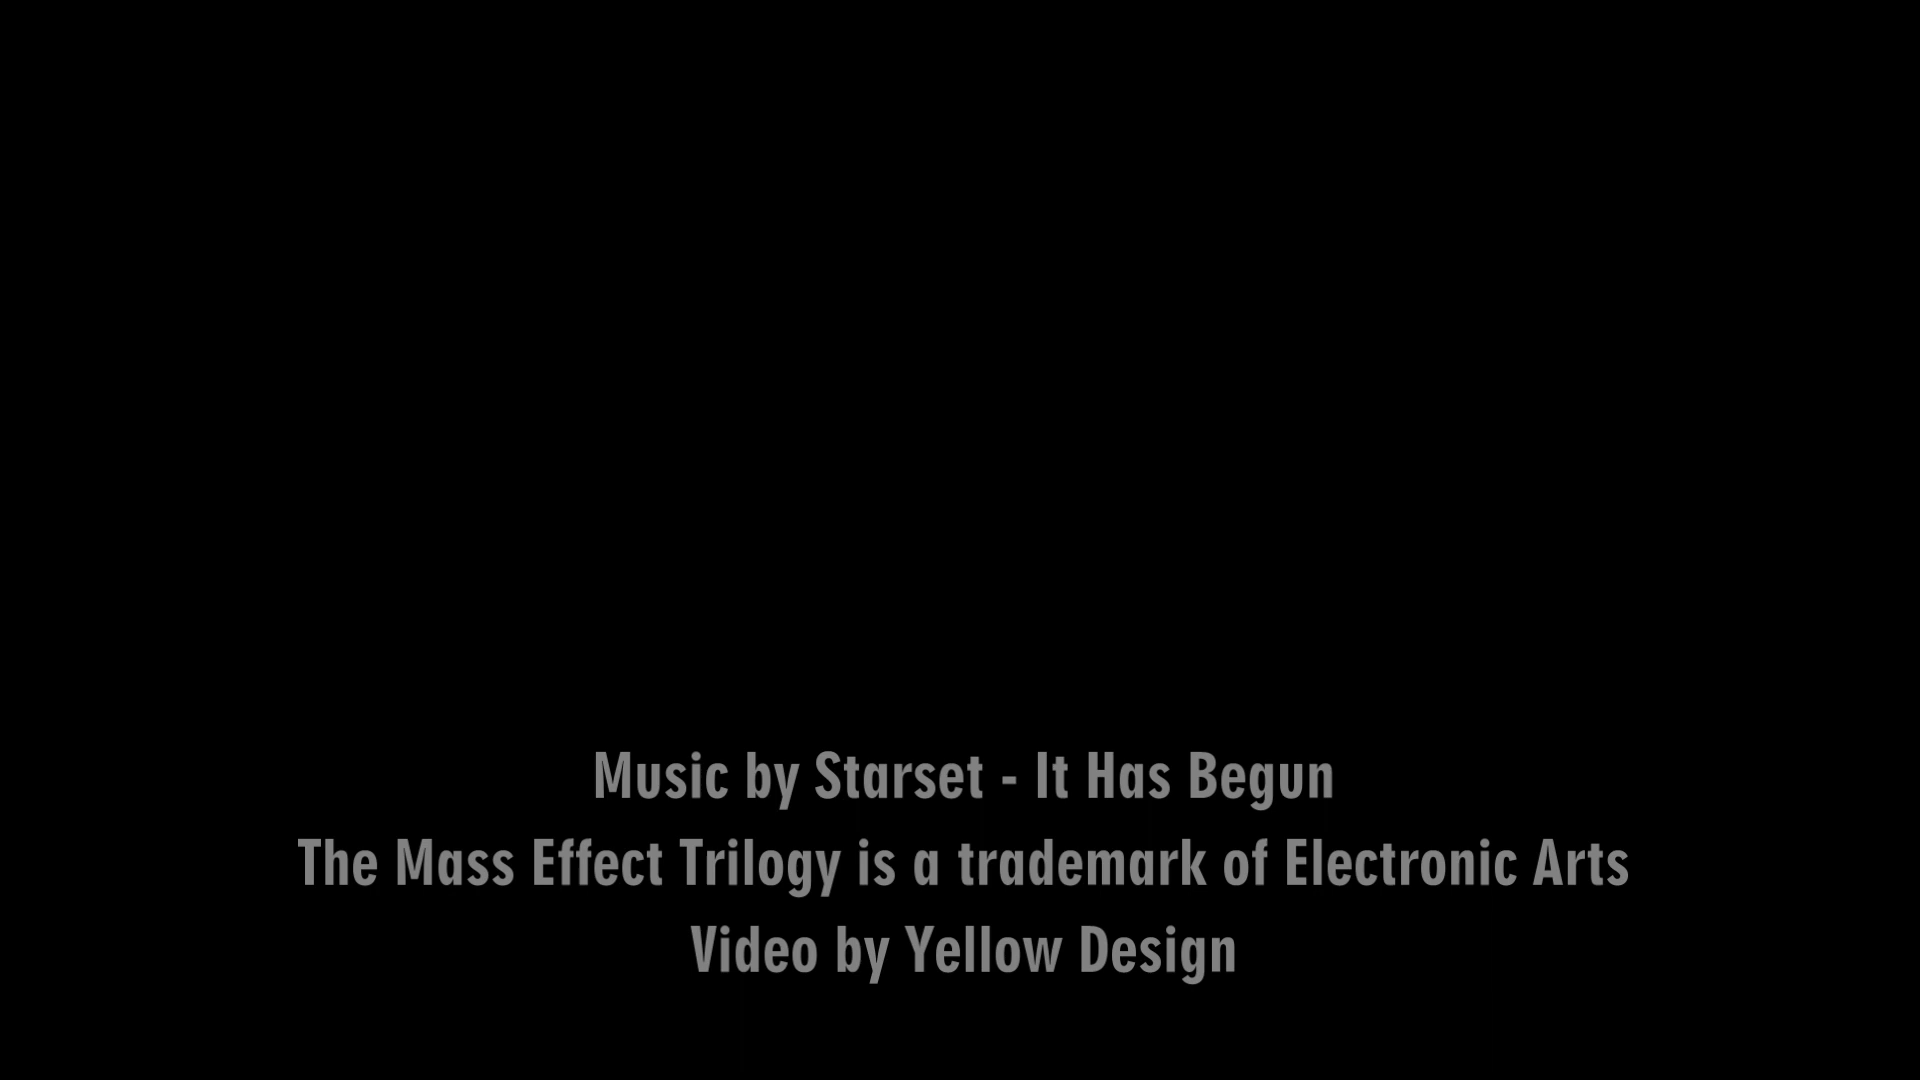 Music by Starset - It Has Begun
The Mass Effect Trilogy is a trademark of Electronic Arts
Video by Yellow Design